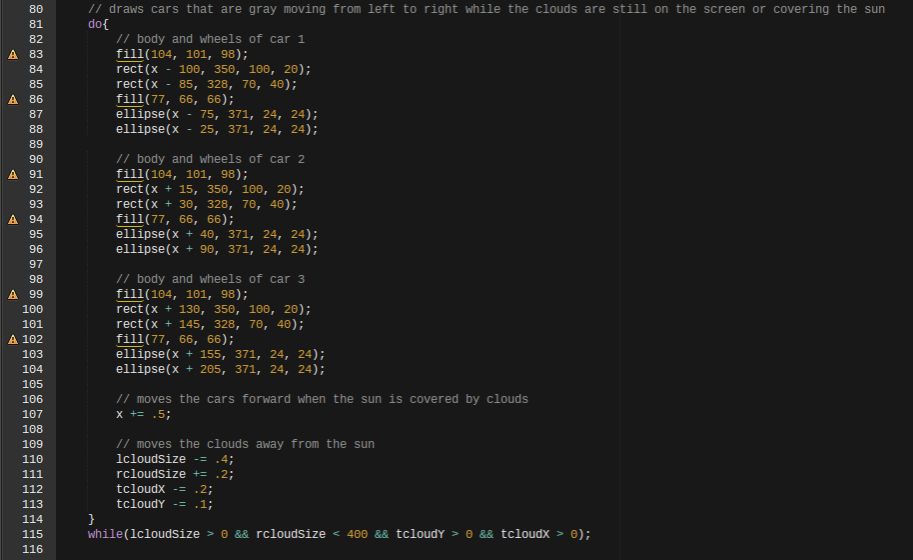 80 // draws cars that are gray moving from left to right while the clouds are still on the screen or covering the sun
81 do{
82 // body and wheels of car 1
83 fill(104, 101, 98);
84 rect(x - 100, 350, 100, 20);
85 rect(x - 85, 328, 70, 40);
86 fill(77, 66, 66);
87 ellipse(x - 75, 371, 24, 24);
88 ellipse(x - 25, 371, 24, 24);
89
90 // body and wheels of car 2
91 fill(104, 101, 98);
92 rect(x + 15, 350, 100, 20);
93 rect(x + 30, 328, 70, 40);
94 fill(77, 66, 66);
95 ellipse(x + 40, 371, 24, 24);
96 ellipse(x + 90, 371, 24, 24);
97
98 // body and wheels of car 3
99 fill(104, 101, 98);
100 rect(x + 130, 350, 100, 20);
101 rect(x + 145, 328, 70, 40);
102 fill(77, 66, 66);
103 ellipse(x + 155, 371, 24, 24);
104 ellipse(x + 205, 371, 24, 24);
105
106 // moves the cars forward when the sun is covered by clouds
107 x += .5;
108
109 // moves the clouds away from the sun
110 lcloudSize -= .4;
111 rcloudSize += .2;
112 tcloudX -= .2;
113 tcloudY -= .1;
114 }
115 while(lcloudSize > 0 && rcloudSize < 400 && tcloudY > 0 && tcloudX > 0);
116